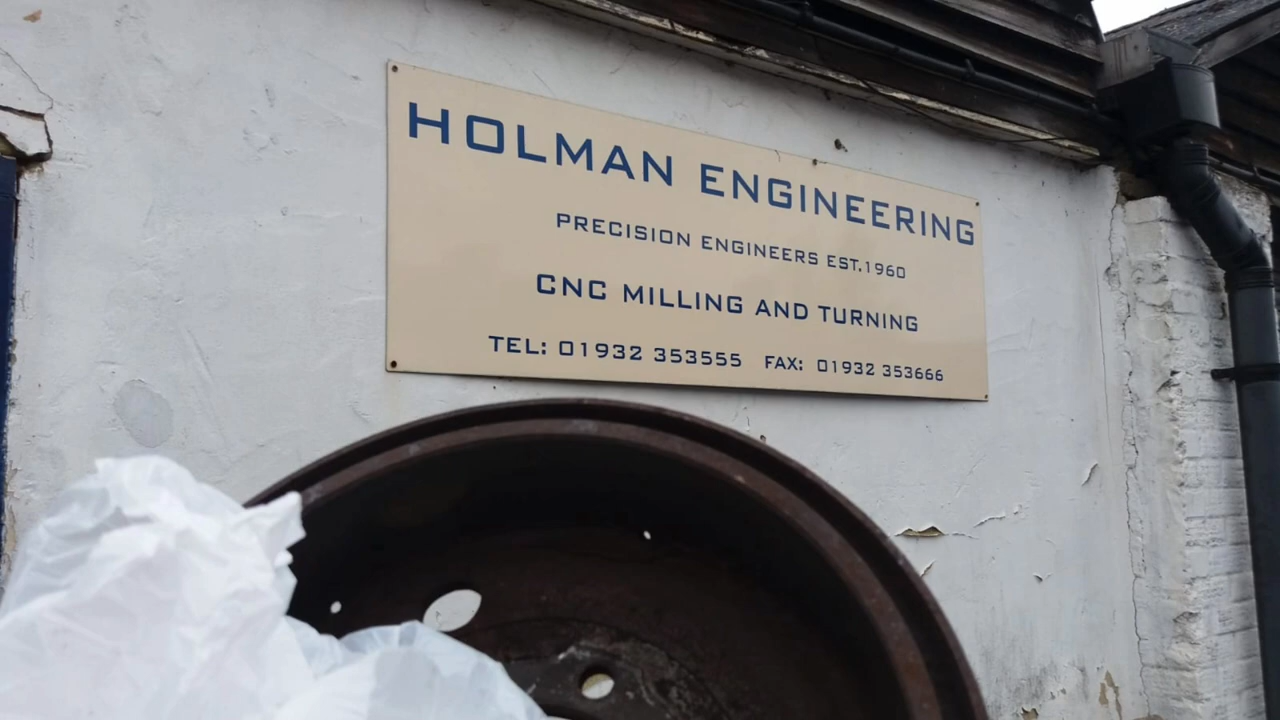 HOLMAN ENGINEERING
PRECISION ENGINEERS EST.1960
CNC MILLING AND TURNING
TEL: 01932 353555 FAX: 01932 353666